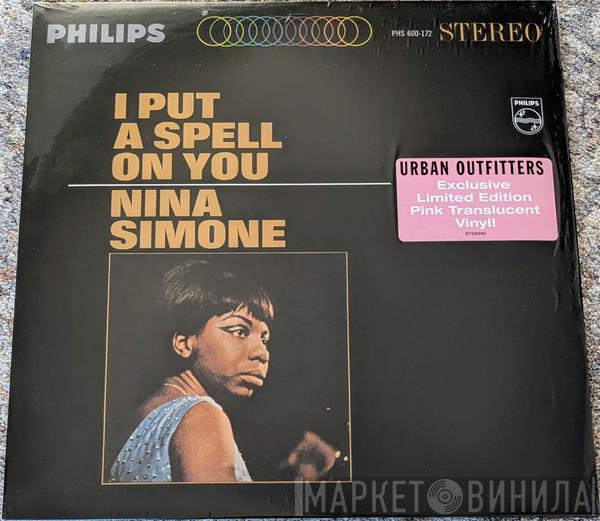 PHILIPS
PHS 600-172 STEREO
I PUT
A SPELL
ON YOU
NINA
SIMONE
PHILIPS
URBAN OUTFITTERS
Exclusive
Limited Edition
Pink Translucent
Vinyl!
6734940
МАРКЕТ ВИНИЛА